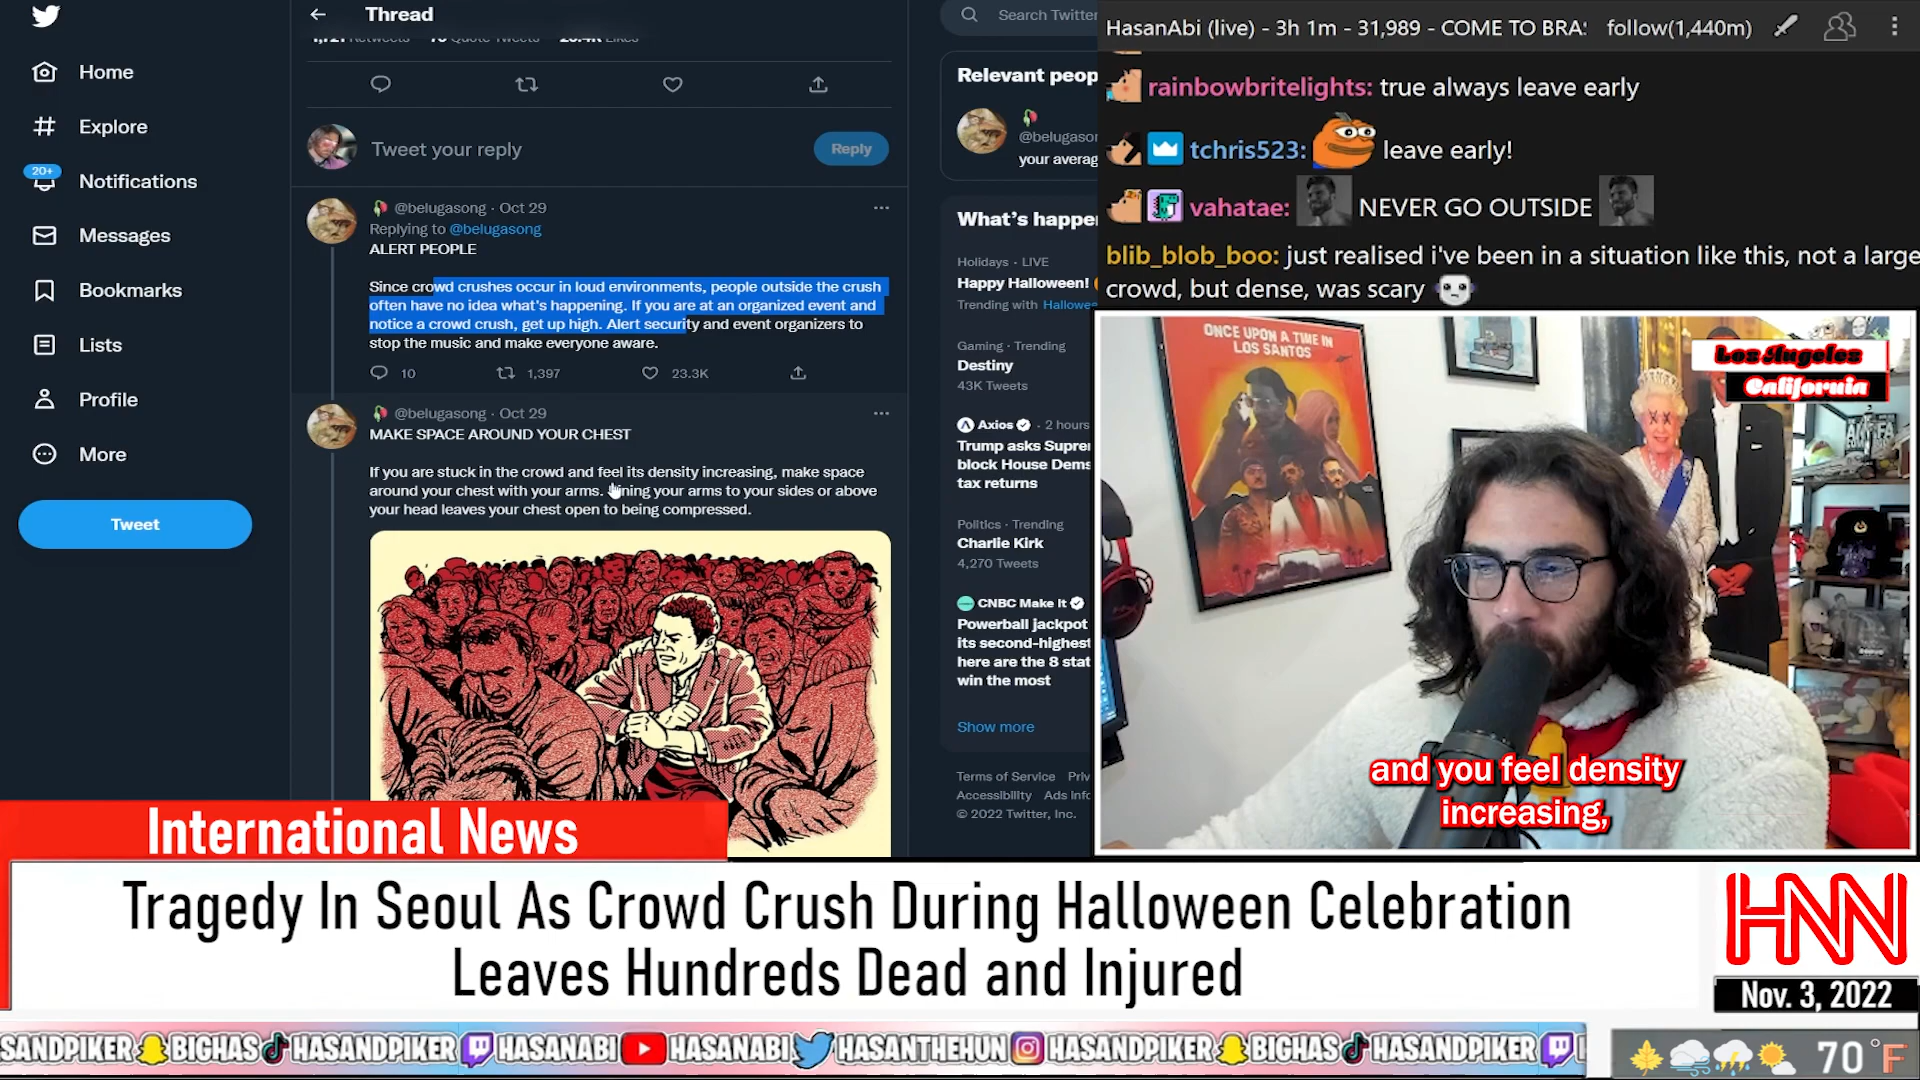 Home
Explore
20+
Notifications
Messages
Bookmarks
Lists
Profile
More
Tweet
Thread
Tweet your reply
Reply
@belugasong · Oct 29
Replying to @belugasong
ALERT PEOPLE
Since crowd crushes occur in loud environments, people outside the crush
often have no idea what's happening. If you are at an organized event and
notice a crowd crush, get up high. Alert security and event organizers to
stop the music and make everyone aware.
10 1,397 23.3K
@belugasong · Oct 29
MAKE SPACE AROUND YOUR CHEST
If you are stuck in the crowd and feel its density increasing, make space
around your chest with your arms. ining your arms to your sides or above
your head leaves your chest open to being compressed.
Search Twitter
Relevant peop
@belugason
your averag
What's happe
Holidays · LIVE
Happy Halloween!
Trending with Hallowe
Gaming · Trending
Destiny
43K Tweets
Axios · 2 hours
Trump asks Supre
block House Dems
tax returns
Politics · Trending
Charlie Kirk
4,270 Tweets
CNBC Make It
Powerball jackpot
its second-highest
here are the 8 stat
win the most
Show more
Terms of Service Priv
Accessibility Ads info
© 2022 Twitter, Inc.
HasanAbi (live) - 3h 1m - 31,989 - COME TO BRA
follow(1,440m)
rainbowbritelights: true always leave early
tchris523: leave early!
vahatae: NEVER GO OUTSIDE
blib_blob_boo: just realised i've been in a situation like this, not a large
crowd, but dense, was scary
ONCE UPON A TIME IN
LOS SANTOS
Los Angeles
California
and you feel density
increasing,
International News
Tragedy In Seoul As Crowd Crush During Halloween Celebration
Leaves Hundreds Dead and Injured
HNN
Nov. 3, 2022
SANDPIKER BIGHAS HASANDPIKER HASANABI HASANABI HASANTHEHUN HASANDPIKER BIGHAS HASANDPIKER
70°F